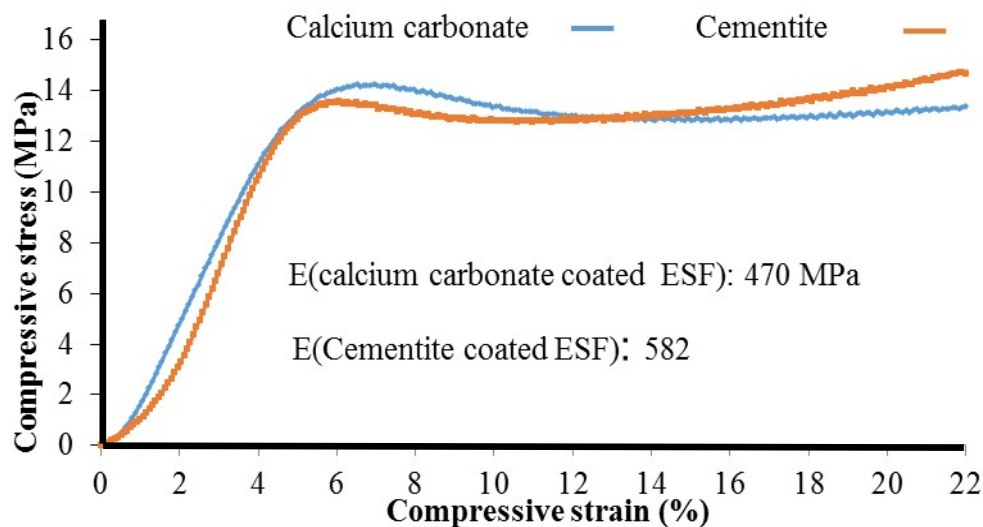 Calcium carbonate Cementite
16
14
12
10
8
6
4
2
0
Compressive stress (MPa)
E(calcium carbonate coated ESF): 470 MPa
E(Cementite coated ESF): 582
0 2 4 6 8 10 12 14 16 18 20 22
Compressive strain (%)